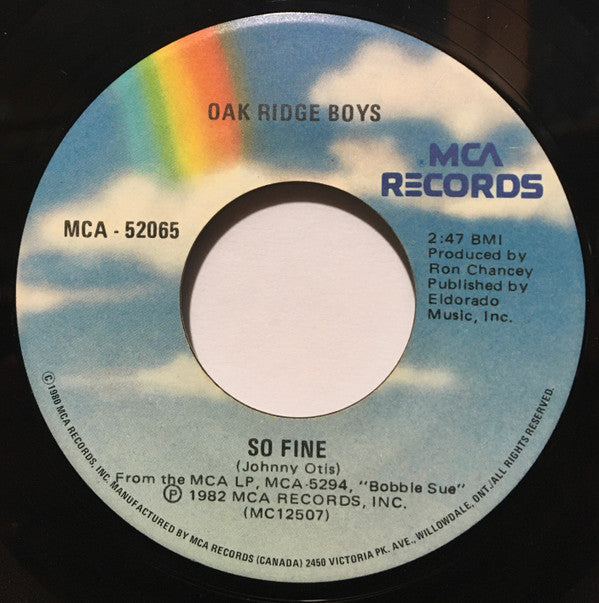 OAK RIDGE BOYS
MCA
RECORDS
MCA - 52065
2:47 BMI
Produced by
Ron Chancey
Published by
Eldorado
Music, Inc.
SO FINE
(Johnny Otis)
From the MCA LP, MCA-5294, "Bobble Sue"
Ⓟ 1982 MCA RECORDS, INC.
(MC12507)
©1980 MCA RECORDS, INC. MANUFACTURED BY MCA RECORDS (CANADA) 2450 VICTORIA PK. AVE., WILLOWDALE, ONT./ALL RIGHTS RESERVED.